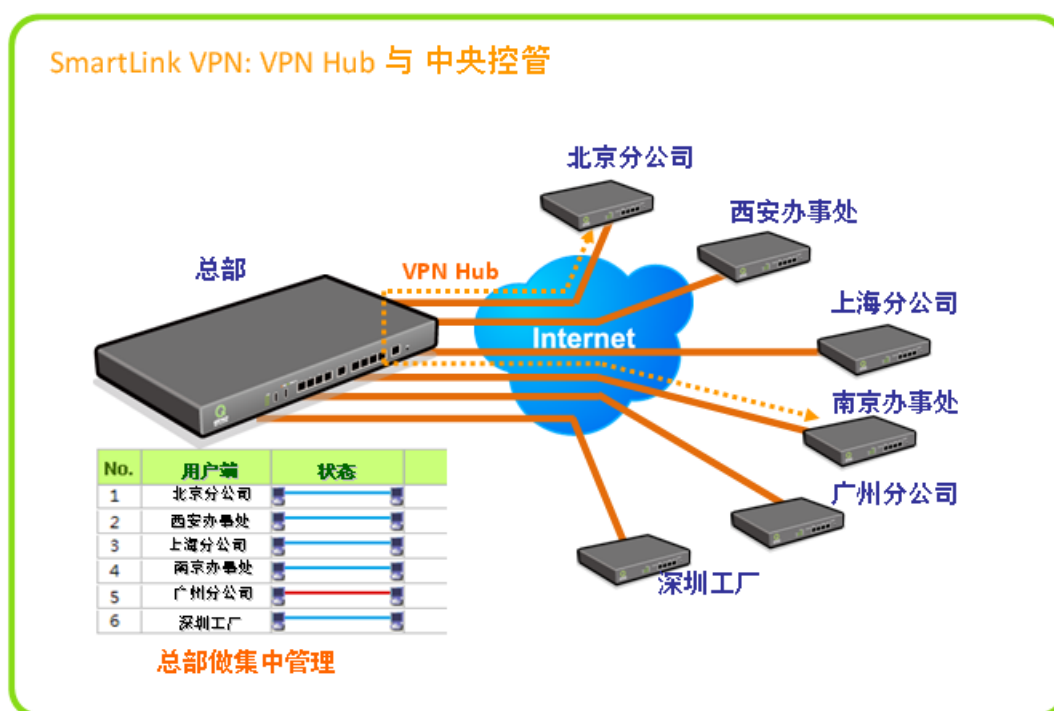 SmartLink VPN: VPN Hub 与 中央控管
北京分公司
西安办事处
总部
VPN Hub
上海分公司
Internet
南京办事处
No. 用户端 状态
1 北京分公司
2 西安办事处
3 上海分公司
4 南京办事处
5 广州分公司
6 深圳工厂
广州分公司
深圳工厂
总部做集中管理